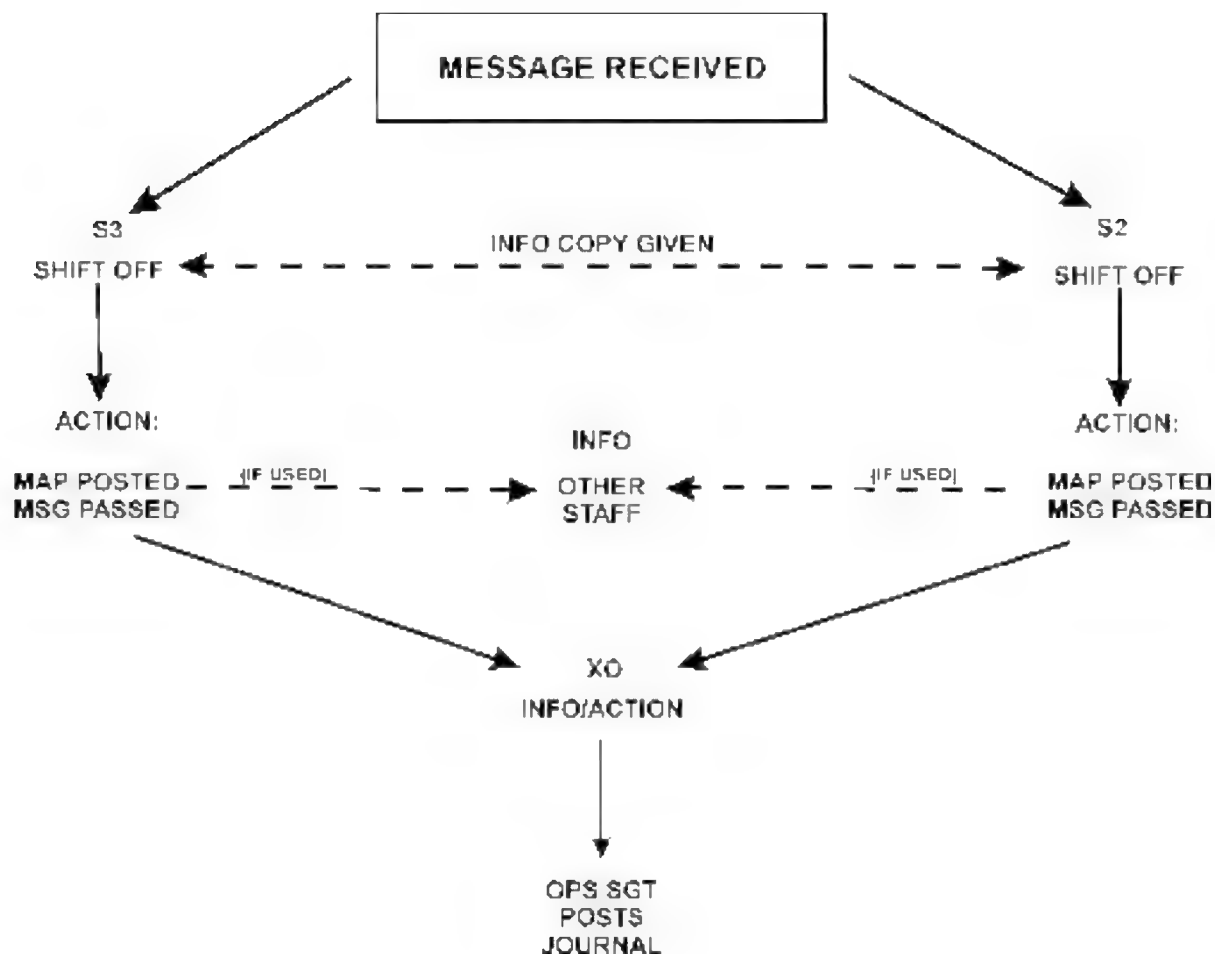 MESSAGE RECEIVED
S3
SHIFT OFF
INFO COPY GIVEN
S2
SHIFT OFF
ACTION:
MAP POSTED
MSG PASSED
(IF USED)
INFO
OTHER
STAFF
(IF USED)
ACTION:
MAP POSTED
MSG PASSED
XO
INFO/ACTION
OPS SGT
POSTS
JOURNAL